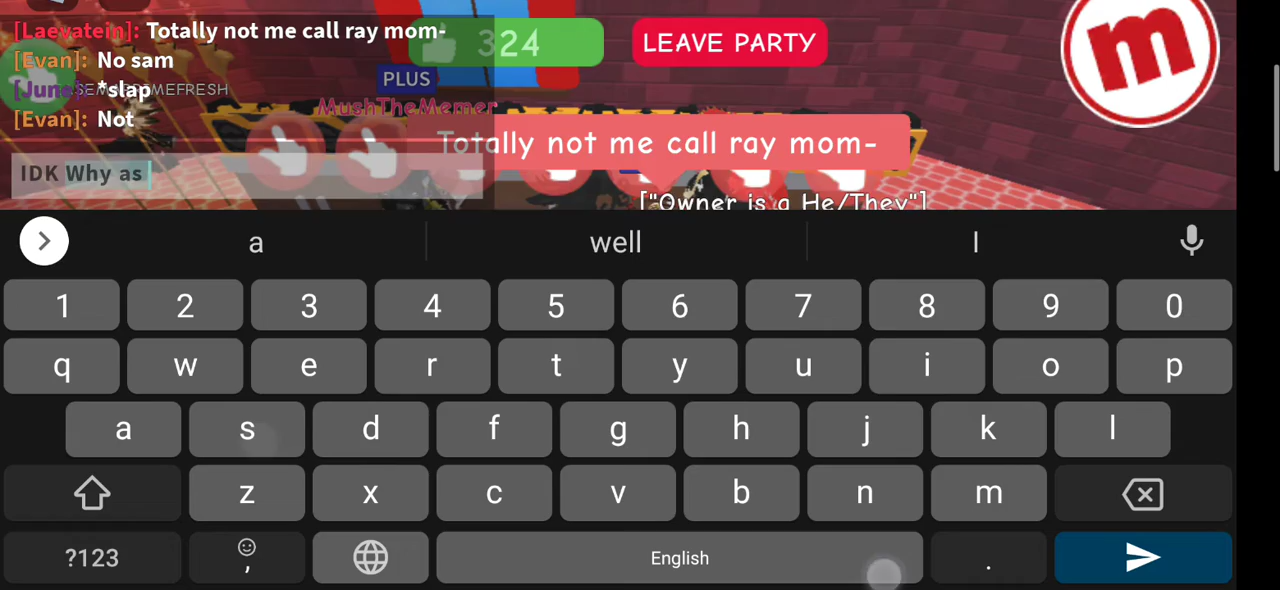 [Laevatein]: Totally not me call ray mom-
324
LEAVE PARTY
m
[Evan]: No sam
PLUS
[June]: *slap
MushTheMemer
[Evan]: Not
Totally not me call ray mom-
IDK Why as
["Owner is a He/They"]
a well I
1 2 3 4 5 6 7 8 9 0
q w e r t y u i o p
a s d f g h j k l
z x c v b n m
?123 , English .